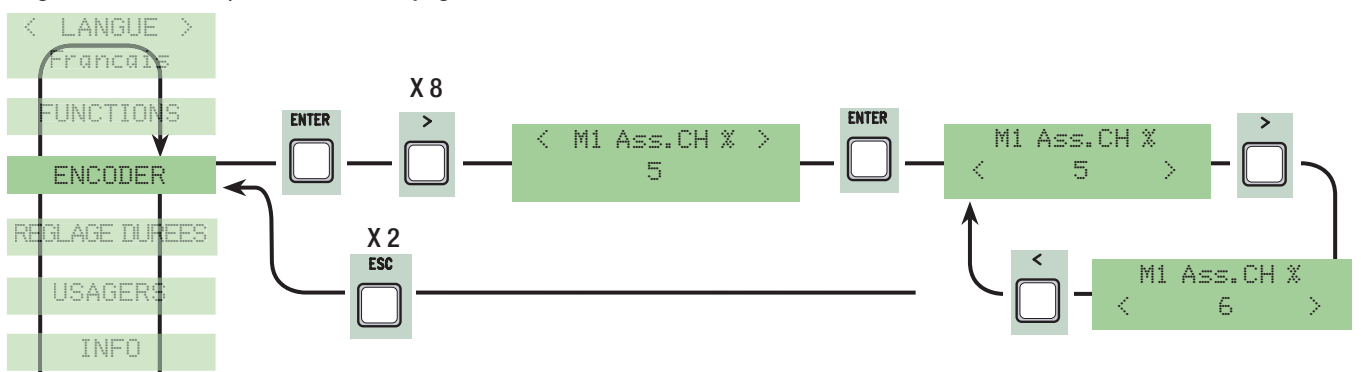 < LANGUE >
Francais
FUNCTIONS
ENCODER
REGLAGE DUREES
USAGERS
INFO
ENTER
X 8
>
< M1 Ass.CH % >
5
ENTER
M1 Ass.CH %
< 5 >
>
X 2
ESC
<
M1 Ass.CH %
< 6 >